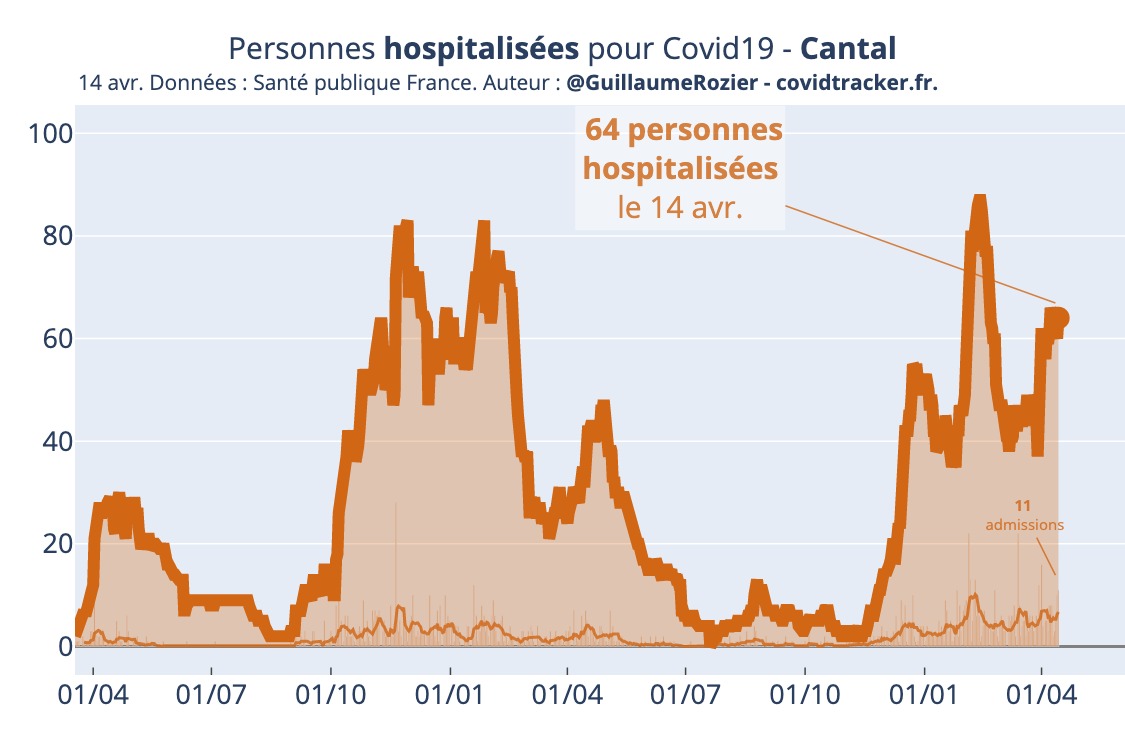 Personnes hospitalisées pour Covid19 - Cantal
14 avr. Données : Santé publique France. Auteur : @GuillaumeRozier - covidtracker.fr.
100
64 personnes
hospitalisées
le 14 avr.
80
60
40
11
admissions
20
0
01/04 01/07 01/10 01/01 01/04 01/07 01/10 01/01 01/04